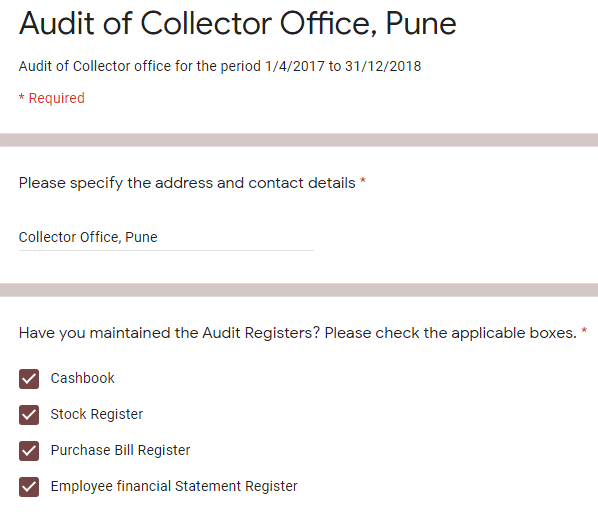 Audit of Collector Office, Pune
Audit of Collector office for the period 1/4/2017 to 31/12/2018
* Required
Please specify the address and contact details *
Collector Office, Pune
Have you maintained the Audit Registers? Please check the applicable boxes. *
Cashbook
Stock Register
Purchase Bill Register
Employee financial Statement Register